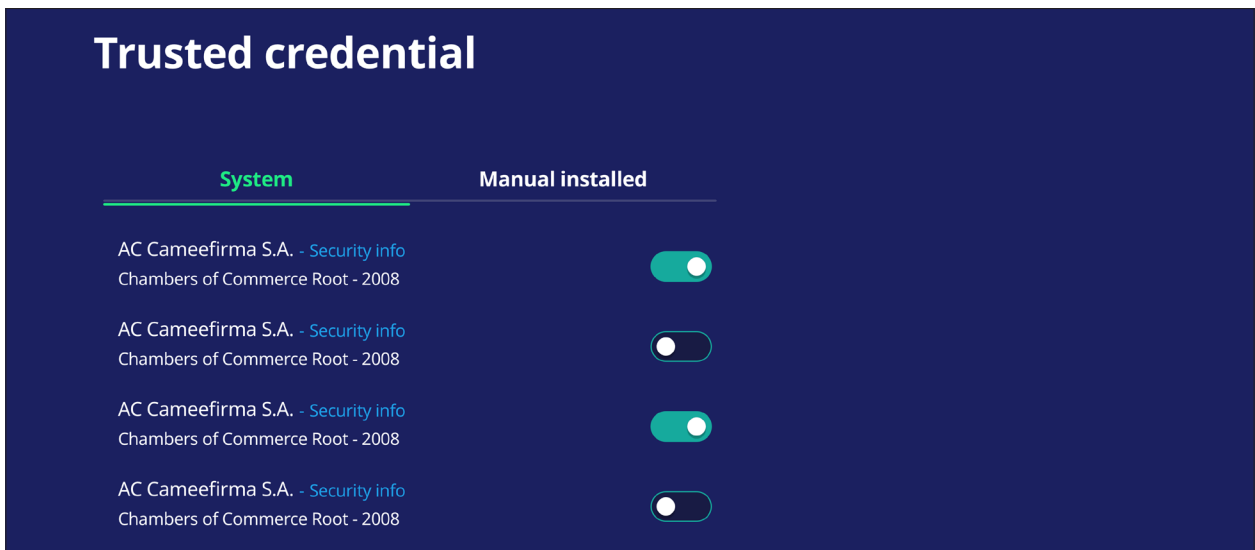 Trusted credential
System Manual installed
AC Cameefirma S.A. - Security info
Chambers of Commerce Root - 2008
AC Cameefirma S.A. - Security info
Chambers of Commerce Root - 2008
AC Cameefirma S.A. - Security info
Chambers of Commerce Root - 2008
AC Cameefirma S.A. - Security info
Chambers of Commerce Root - 2008